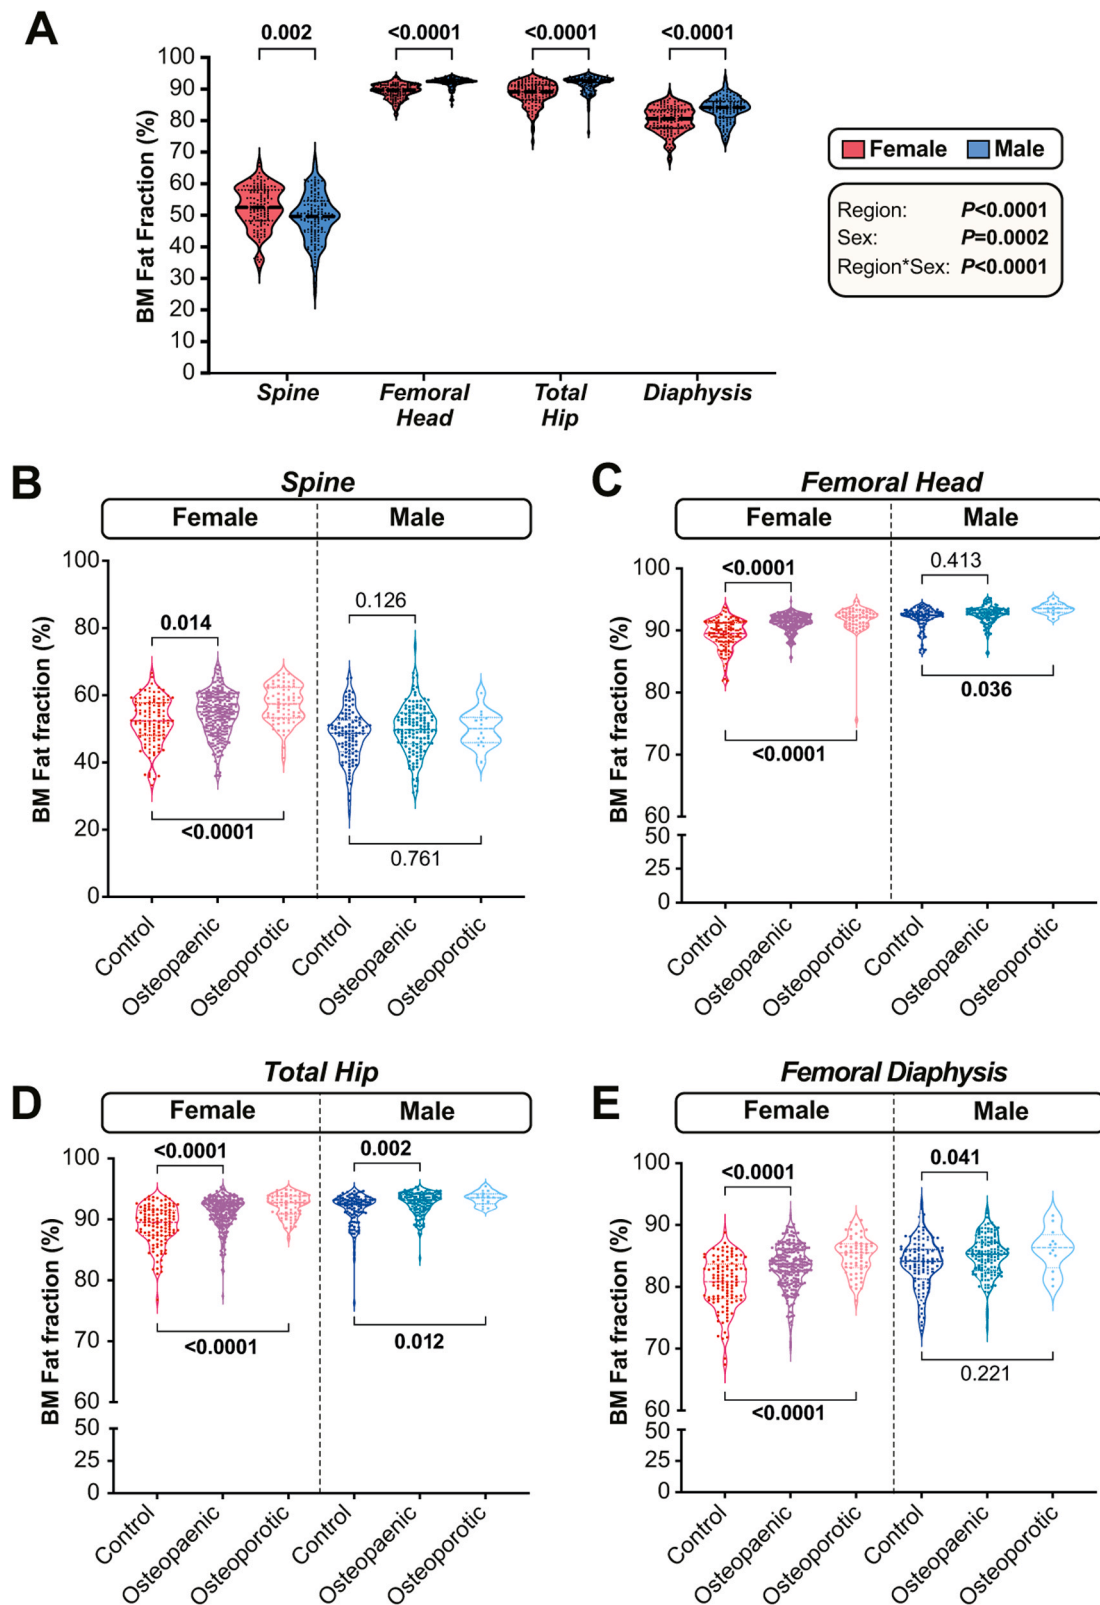 A
0.002 <0.0001 <0.0001 <0.0001
100
90
80
70
60
50
40
30
20
10
0
BM Fat Fraction (%)
Spine
Femoral Head
Total Hip
Diaphysis
Female Male
Region: P<0.0001
Sex: P=0.0002
Region*Sex: P<0.0001
B
Spine
Female Male
100
80
60
40
20
0
BM Fat fraction (%)
0.014
<0.0001
0.126
0.761
Control
Osteopaenic
Osteoporotic
Control
Osteopaenic
Osteoporotic
C
Femoral Head
Female Male
100
90
80
70
60
50
25
0
BM Fat fraction (%)
<0.0001
<0.0001
0.413
0.036
Control
Osteopaenic
Osteoporotic
Control
Osteopaenic
Osteoporotic
D
Total Hip
Female Male
100
90
80
70
60
50
25
0
BM Fat fraction (%)
<0.0001
<0.0001
0.002
0.012
Control
Osteopaenic
Osteoporotic
Control
Osteopaenic
Osteoporotic
E
Femoral Diaphysis
Female Male
100
90
80
70
60
50
25
0
BM Fat fraction (%)
<0.0001
<0.0001
0.041
0.221
Control
Osteopaenic
Osteoporotic
Control
Osteopaenic
Osteoporotic